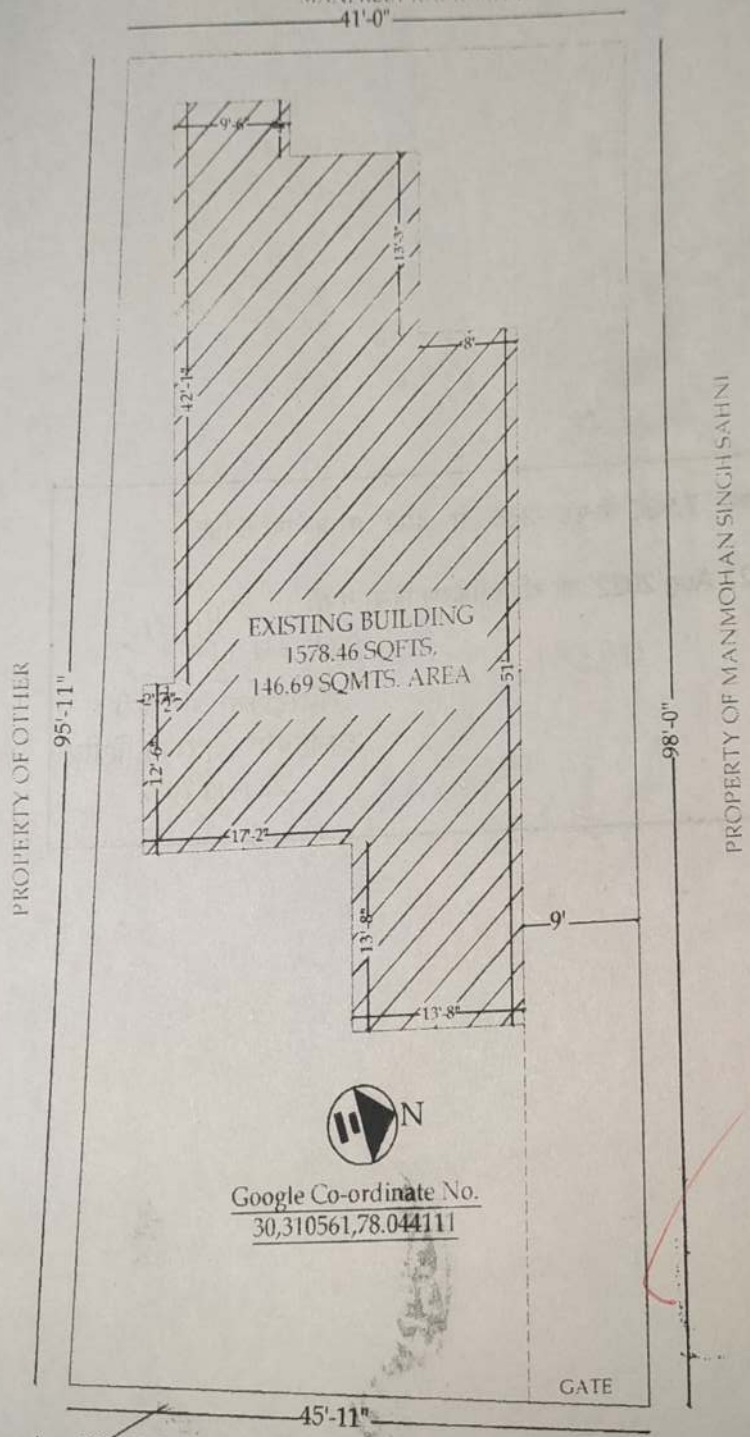 41'-0"
9'-6"
13'-3"
8'
42'-1"
EXISTING BUILDING
1578.46 SQFTS,
146.69 SQMTS. AREA
51'
PROPERTY OF OTHER
95'-11"
98'-0"
PROPERTY OF MANMOHAN SINGH SAHNI
12'-6"
17'-2"
13'-8"
9'
13'-8"
N
Google Co-ordinate No.
30,310561,78.044111
GATE
45'-11"